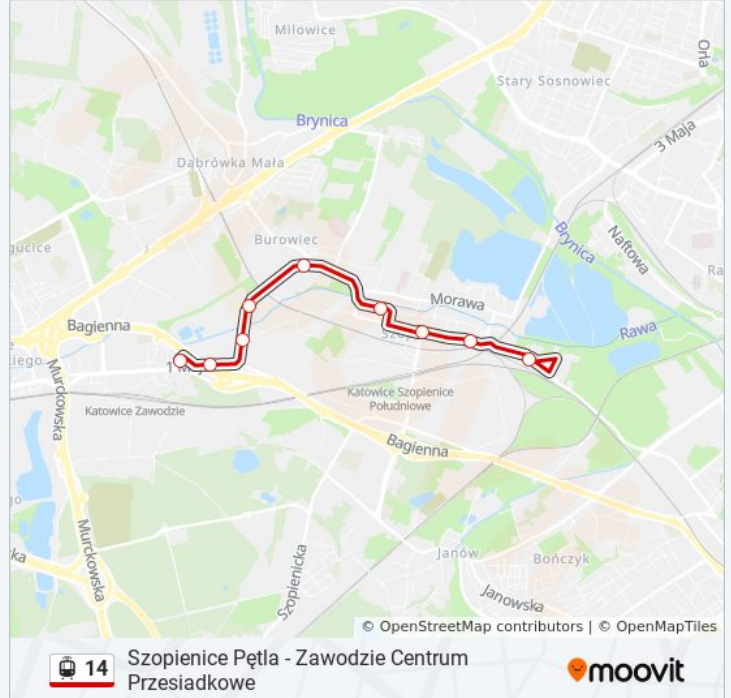 Milowice
Orla
Stary Sosnowiec
Brynica
3 Maja
Dąbrówka Mała
Burowiec
Brynica
Naftowa
Morawa
Rawa
Bagienna
Murckowska
Katowice Zawodzie
Katowice Szopienice
Południowe
Bagienna
Murckowska
Szopienicka
Janów
Bończyk
Janowska
© OpenStreetMap contributors | © OpenMapTiles
14
Szopienice Pętla - Zawodzie Centrum
Przesiadkowe
moovit